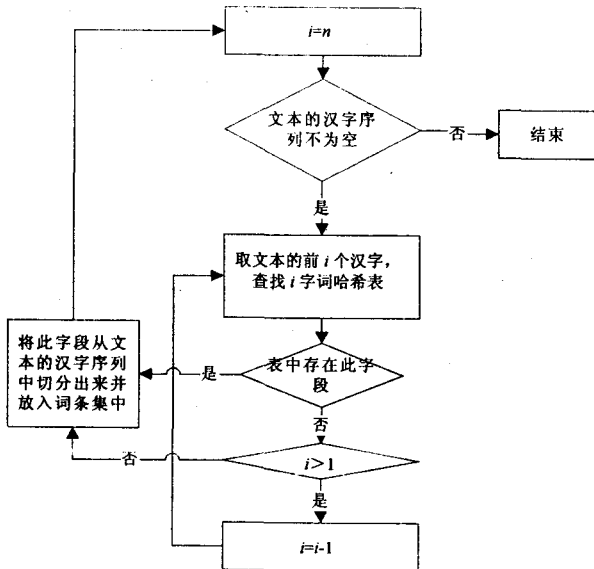 i=n
文本的汉字序
列不为空
否
结束
是
取文本的前 i 个汉字，
查找 i 字词哈希表
将此字段从文
本的汉字序列
中切分出来并
放入词条集中
是
表中存在此字
段
否
否
i＞1
是
i=i-1